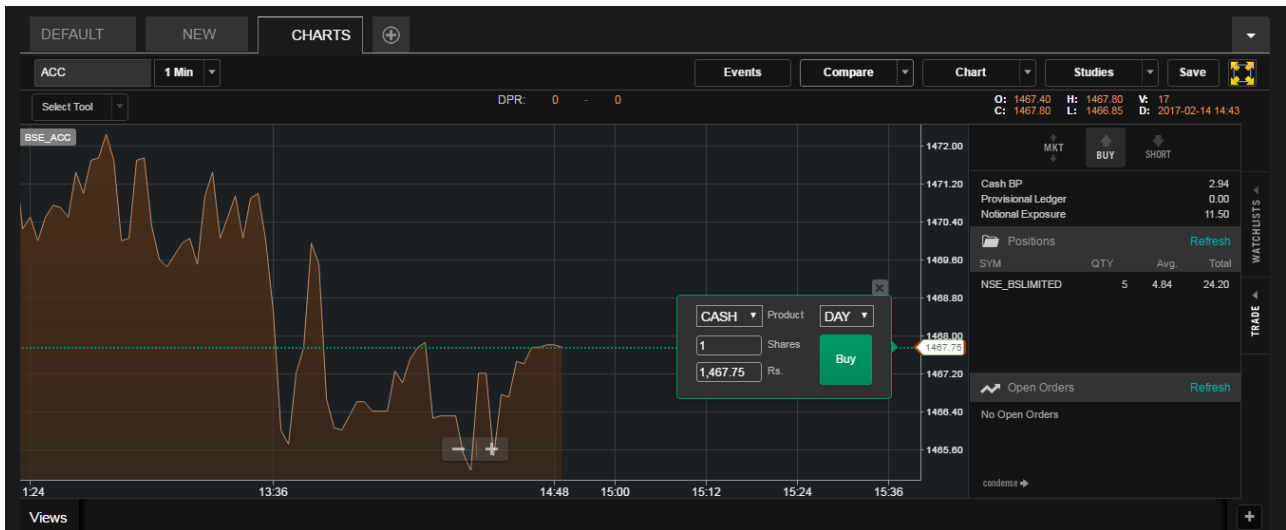 DEFAULT NEW CHARTS
ACC 1 Min Events Compare Chart Studies Save
Select Tool DPR: 0 - 0 O: 1467.40 H: 1467.80 V: 17
C: 1467.80 L: 1466.85 D: 2017-02-14 14:43
BSE_ACC
1472.00
1471.20
1470.40
1469.60
1468.80
1468.00
1467.75
1467.20
1466.40
1465.60
CASH Product DAY
1 Shares
Buy
1,467.75 Rs.
MKT BUY SHORT
Cash BP 2.94
Provisional Ledger 0.00
Notional Exposure 11.50
Positions Refresh
SYM QTY Avg. Total
NSE_BSLIMITED 5 4.84 24.20
Open Orders Refresh
No Open Orders
condense
WATCHLISTS
TRADE
1:24 13:36 14:48 15:00 15:12 15:24 15:36
Views